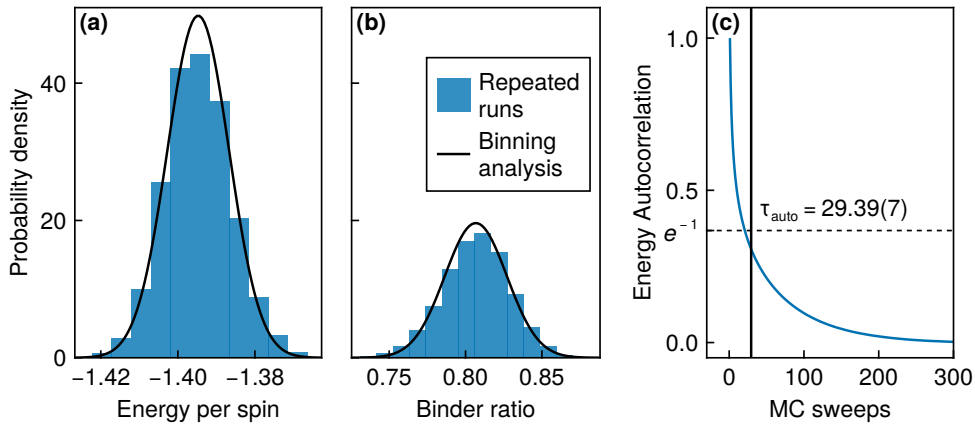 (a)
Probability density
40
20
0
−1.42
−1.40
−1.38
Energy per spin
(b)
Repeated
runs
Binning
analysis
0.75
0.80
0.85
Binder ratio
(c)
Energy Autocorrelation
1.0
0.5
e⁻¹
0.0
τauto = 29.39(7)
0
100
200
300
MC sweeps